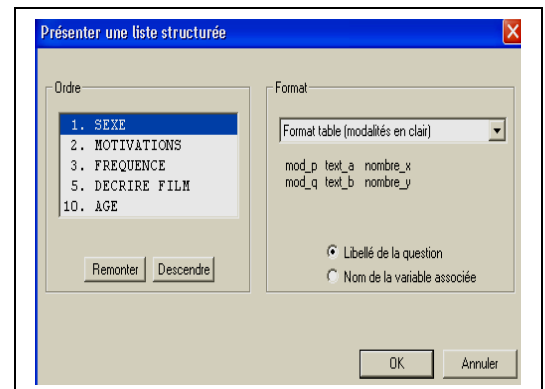 Présenter une liste structurée
Ordre
1. SEXE
2. MOTIVATIONS
3. FREQUENCE
5. DECRIRE FILM
10. AGE
Remonter Descendre
Format
Format table (modalités en clair)
mod_p text_a nombre_x
mod_q text_b nombre_y
Libellé de la question
Nom de la variable associée
OK Annuler